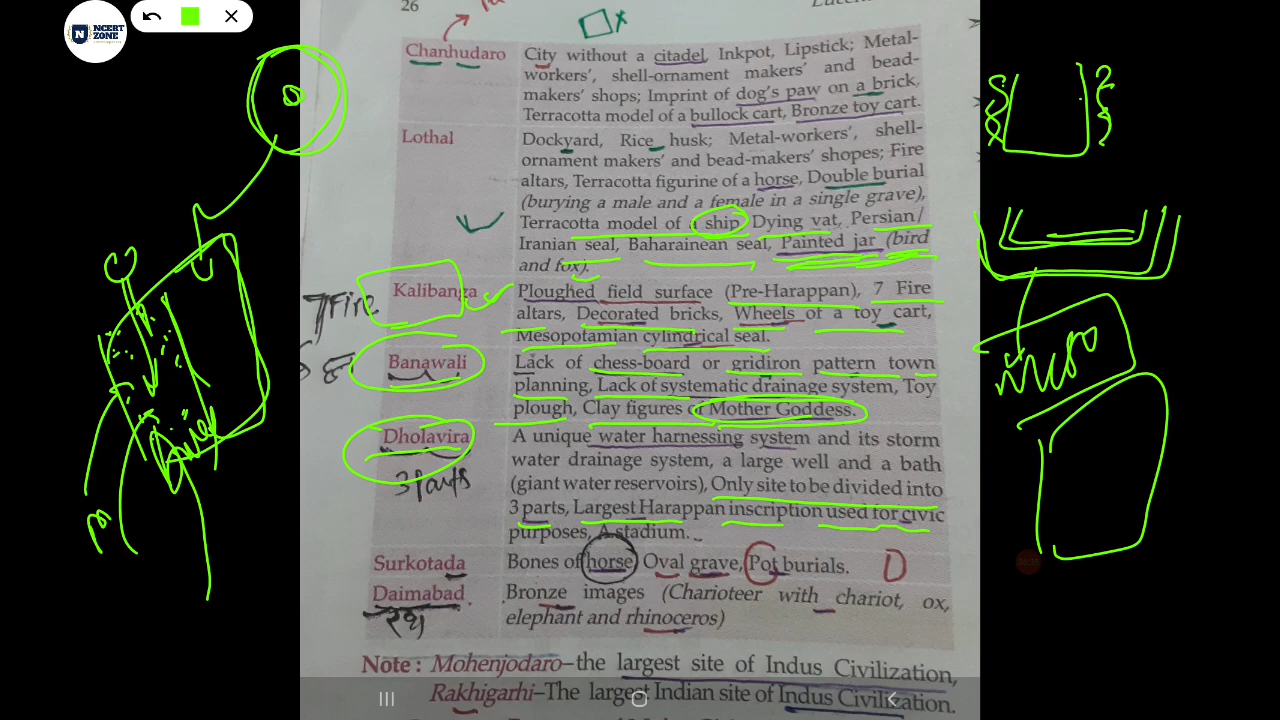 NCERT
ZONE
26
Chanhudaro City without a citadel, Inkpot, Lipstick; Metal-
workers', shell-ornament makers' and bead-
makers' shops; Imprint of dog's paw on a brick,
Terracotta model of a bullock cart, Bronze toy cart.
Lothal Dockyard, Rice husk; Metal-workers', shell-
ornament makers' and bead-makers' shopes; Fire
altars, Terracotta figurine of a horse, Double burial
(burying a male and a female in a single grave),
Terracotta model of a ship, Dying vat, Persian/
Iranian seal, Baharainean seal, Painted jar (bird
and fox).
7 Fire Kalibanga Ploughed field surface (Pre-Harappan), 7 Fire
altars, Decorated bricks, Wheels of a toy cart,
Mesopotamian cylindrical seal.
Banawali Lack of chess-board or gridiron pattern town
planning, Lack of systematic drainage system, Toy
plough, Clay figures of Mother Goddess.
Dholavira A unique water harnessing system and its storm
water drainage system, a large well and a bath
3 Parts (giant water reservoirs), Only site to be divided into
3 parts, Largest Harappan inscription used for civic
purposes, A stadium.
Surkotada Bones of horse, Oval grave, Pot burials.
Daimabad. Bronze images (Charioteer with chariot, ox,
रथ elephant and rhinoceros)
Note: Mohenjodaro–the largest site of Indus Civilization,
Rakhigarhi–The largest Indian site of Indus Civilization.